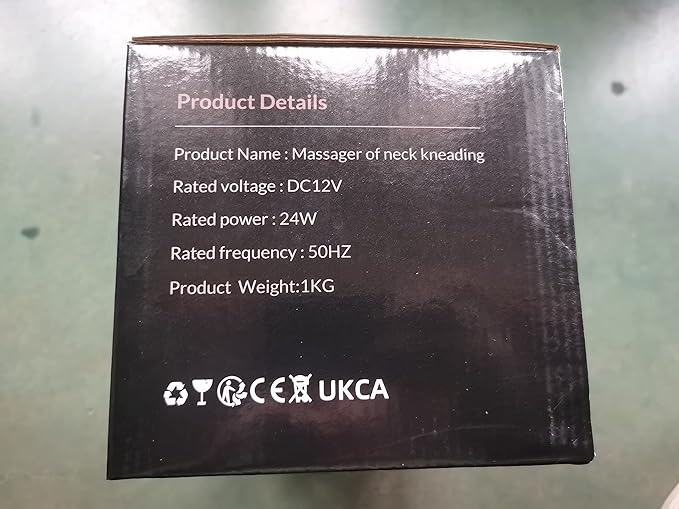 Product Details
Product Name : Massager of neck kneading
Rated voltage : DC12V
Rated power : 24W
Rated frequency : 50HZ
Product Weight:1KG
CE UKCA